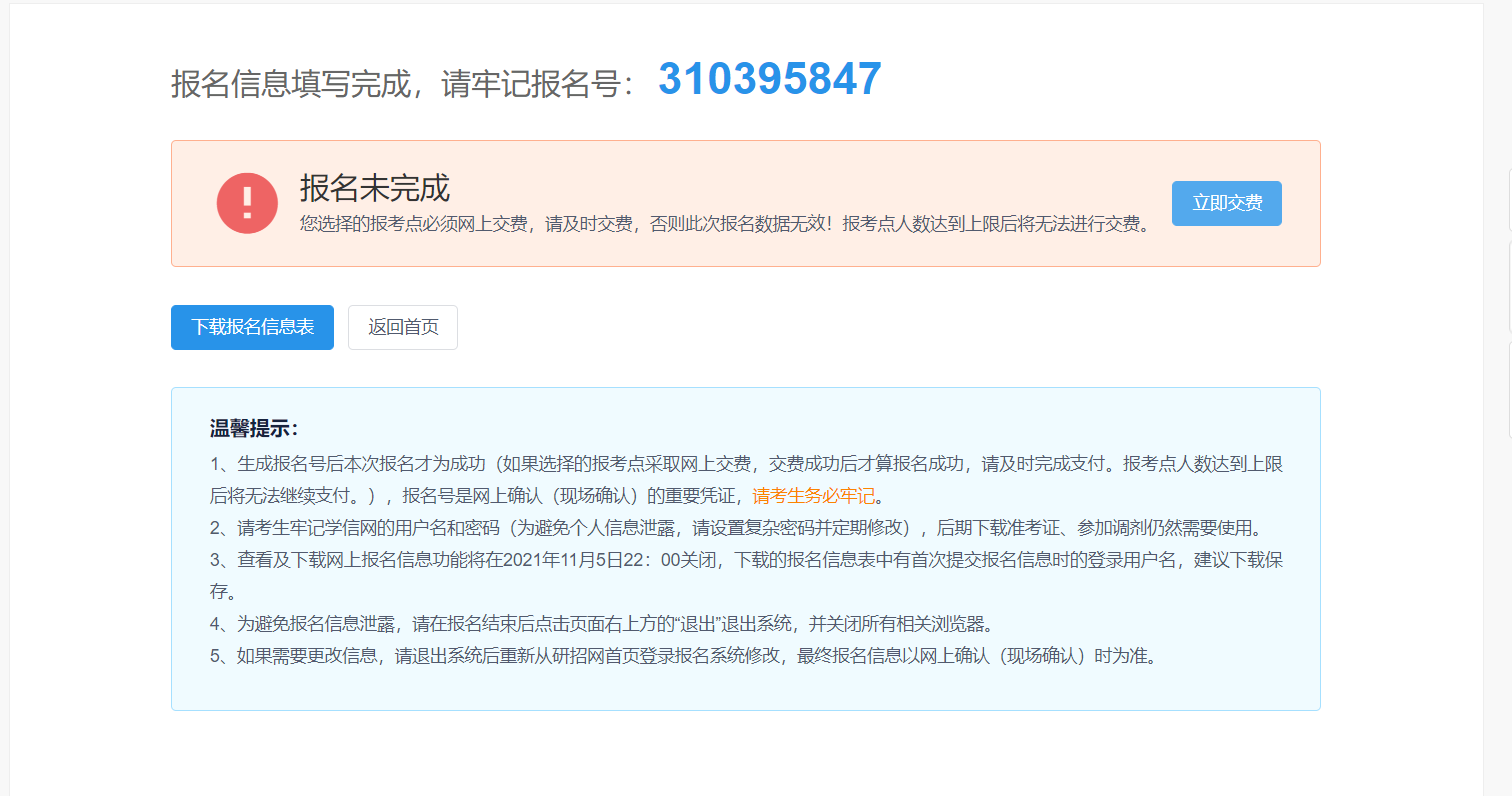 报名信息填写完成，请牢记报名号： 310395847
报名未完成
您选择的报考点必须网上交费，请及时交费，否则此次报名数据无效！报考点人数达到上限后将无法进行交费。
立即交费
下载报名信息表
返回首页
温馨提示：
1、生成报名号后本次报名才为成功（如果选择的报考点采取网上交费，交费成功后才算报名成功，请及时完成支付。报考点人数达到上限
后将无法继续支付。），报名号是网上确认（现场确认）的重要凭证，请考生务必牢记。
2、请考生牢记学信网的用户名和密码（为避免个人信息泄露，请设置复杂密码并定期修改），后期下载准考证、参加调剂仍然需要使用。
3、查看及下载网上报名信息功能将在2021年11月5日22：00关闭，下载的报名信息表中有首次提交报名信息时的登录用户名，建议下载保
存。
4、为避免报名信息泄露，请在报名结束后点击页面右上方的“退出”退出系统，并关闭所有相关浏览器。
5、如果需要更改信息，请退出系统后重新从研招网首页登录报名系统修改，最终报名信息以网上确认（现场确认）时为准。